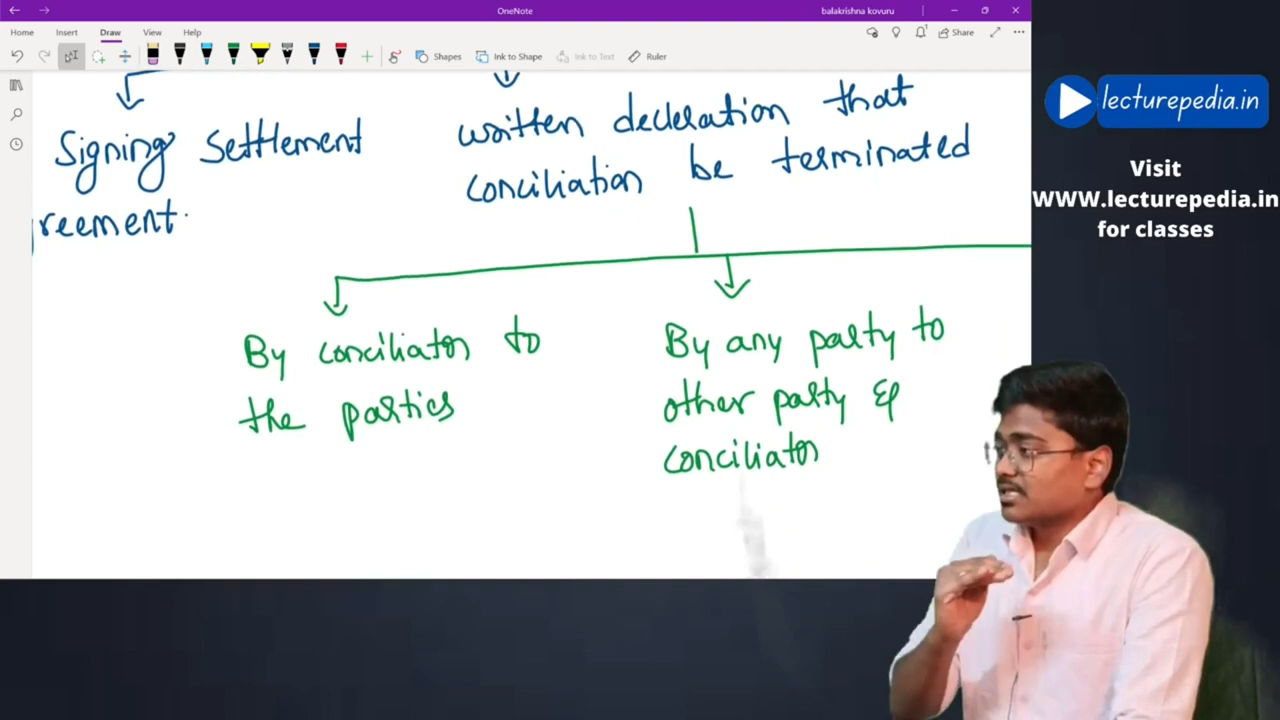 OneNote
balakrishna kovuru
Home Insert Draw View Help
Share
Shapes
Ink to Shape
Ink to Text
Ruler
Signing Settlement
reement.
written decleration that
conciliation be terminated
By conciliator to
the parties
By any party to
other party &
conciliator
lecturepedia.in
Visit
WWW.lecturepedia.in
for classes